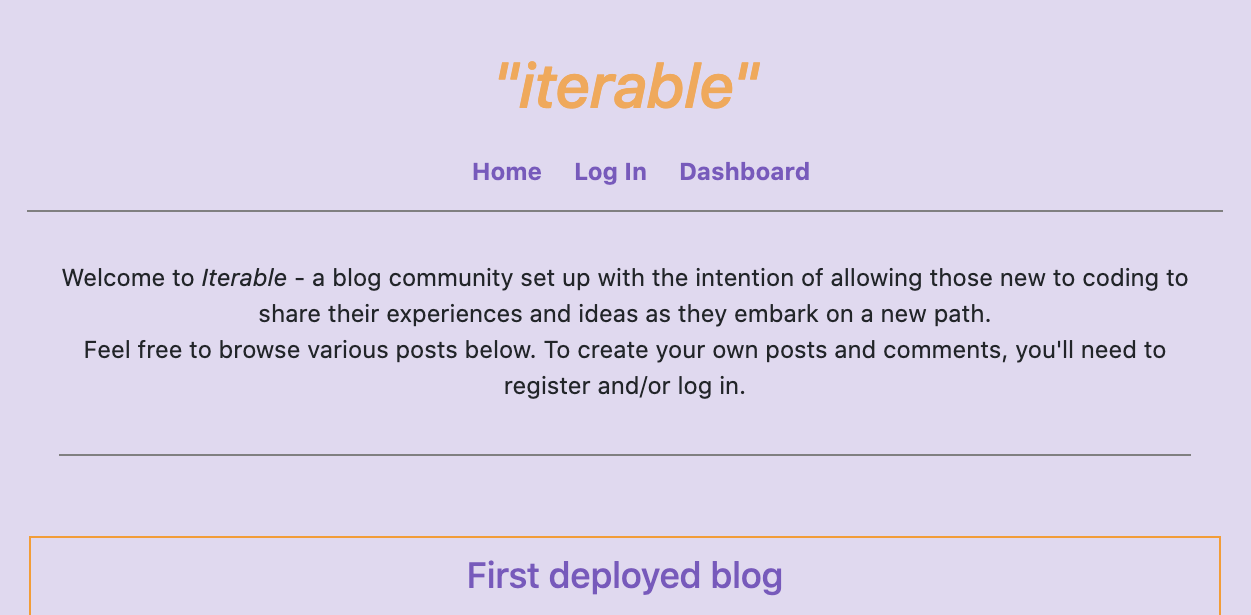 "iterable"
Home Log In Dashboard
Welcome to Iterable - a blog community set up with the intention of allowing those new to coding to
share their experiences and ideas as they embark on a new path.
Feel free to browse various posts below. To create your own posts and comments, you'll need to
register and/or log in.
First deployed blog